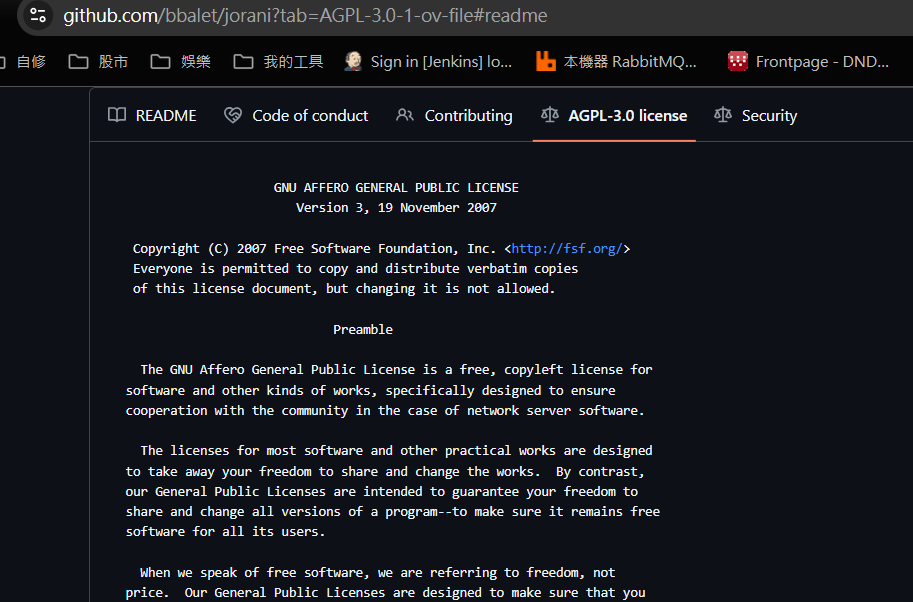 github.com/bbalet/jorani?tab=AGPL-3.0-1-ov-file#readme
自修 股市 娛樂 我的工具 Sign in [Jenkins] lo... 本機器 RabbitMQ... Frontpage - DND...
README Code of conduct Contributing AGPL-3.0 license Security
GNU AFFERO GENERAL PUBLIC LICENSE
Version 3, 19 November 2007
Copyright (C) 2007 Free Software Foundation, Inc. <http://fsf.org/>
Everyone is permitted to copy and distribute verbatim copies
of this license document, but changing it is not allowed.
Preamble
The GNU Affero General Public License is a free, copyleft license for
software and other kinds of works, specifically designed to ensure
cooperation with the community in the case of network server software.
The licenses for most software and other practical works are designed
to take away your freedom to share and change the works.  By contrast,
our General Public Licenses are intended to guarantee your freedom to
share and change all versions of a program--to make sure it remains free
software for all its users.
When we speak of free software, we are referring to freedom, not
price.  Our General Public Licenses are designed to make sure that you